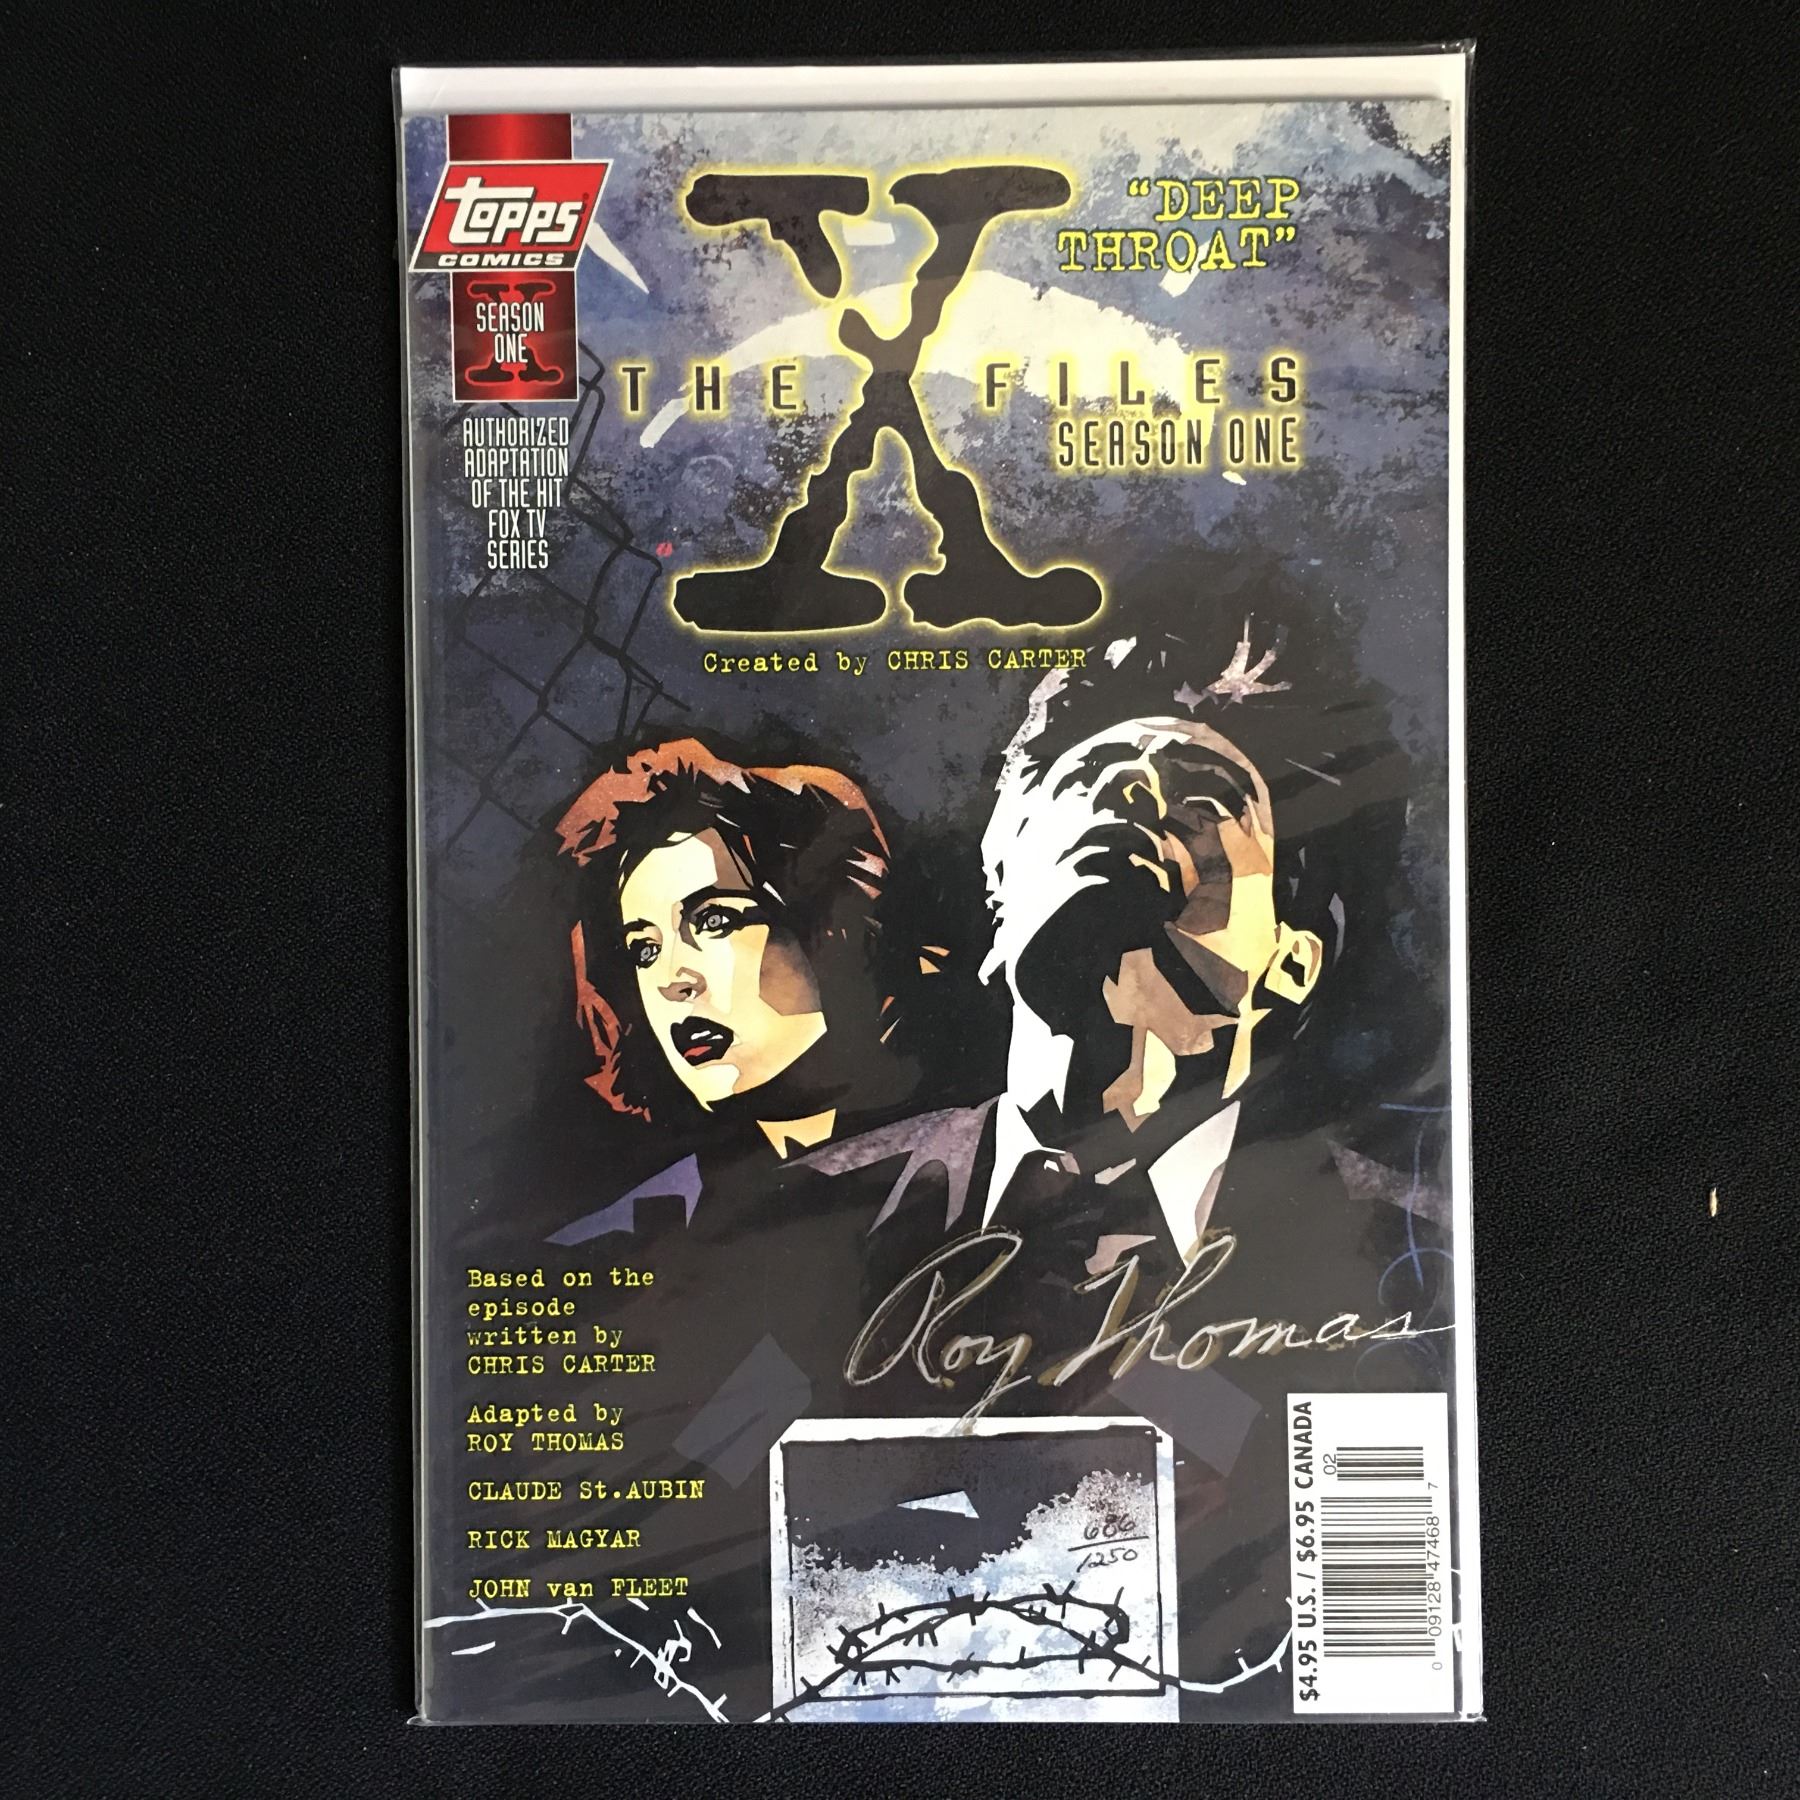 TOPPS
COMICS
SEASON
ONE
AUTHORIZED
ADAPTATION
OF THE HIT
FOX TV
SERIES
"DEEP
THROAT"
X
THE FILES
SEASON ONE
Created by CHRIS CARTER
Based on the
episode
written by
CHRIS CARTER
Adapted by
ROY THOMAS
CLAUDE St.AUBIN
RICK MAGYAR
JOHN van FLEET
Roy Thomas
686
1250
$4.95 U.S. / $6.95 CANADA
02
0 09128 47468 7